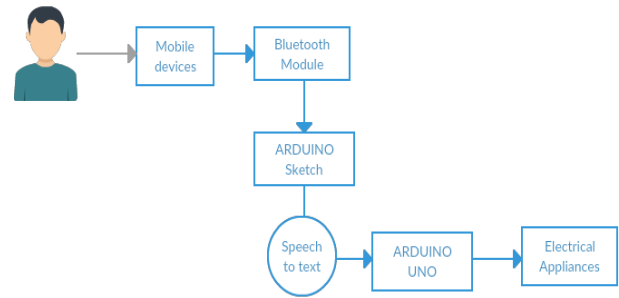 Mobile
devices
Bluetooth
Module
ARDUINO
Sketch
Speech
to text
ARDUINO
UNO
Electrical
Appliances